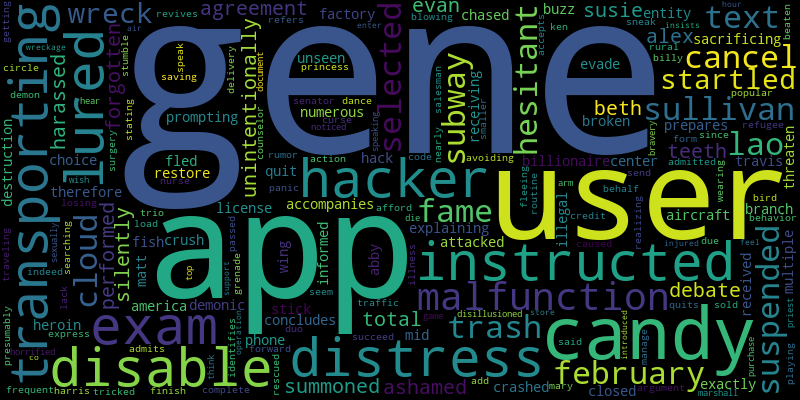 gene
app
user
candy
hacker
instructed
distress
disable
transporting
exam
lured
wreck
agreement
factory
evan
chased
buzz
susie
entity
text
alex
sacrificing
cancel
startled
beth
sullivan
lao
subway
hesitant
selected
harassed
forgotten
unintentionally
fame
malfunction
february
trash
debate
suspended
cloud
performed
silently
numerous
prompting
restore
fled
broken
unseen
evade
receiving
prepares
teeth
threaten
travis
billionaire
center
license
accompanies
quit
hack
explaining
attacked
illegal
aircraft
branch
behavior
multiple
received
destruction
circle
demon
choice
therefore
fish
crush
matt
america
demonic
heroin
express
admits
concludes
phone
total
mid
stick
informed
abby
wing
summoned
ashamed
crashed
closed
exactly
said
february
revives
refers
blowing
ken
sneak
rural
billy
popular
hour
insists
enter
accepts
air
wreckage
getting
stumble
hear
speak
saving
princess
senator
dance
curse
noticed
rumor
action
panic
code
avoiding
nearly
salesman
smaller
speaking
document
counselor
delivery
stating
surgery
wish
losing
searching
traveling
indeed
sexually
lack
trio
load
passed
support
grenade
top
nurse
afford
die
seem
traffic
game
duo
succeed
illness
forward
rescued
operation
identifies
think
complete
finish
tricked
harris
co
frequent
presumably
horrified
disillusioned
quits
sold
store
introduced
manage
purchase
argument
marshall
mary
add
priest
playing
injured
feel
caused
due
realizing
credit
behalf
arm
send
routine
fleeing
form
since
admitted
bird
wearing
refugee
bravery
beaten